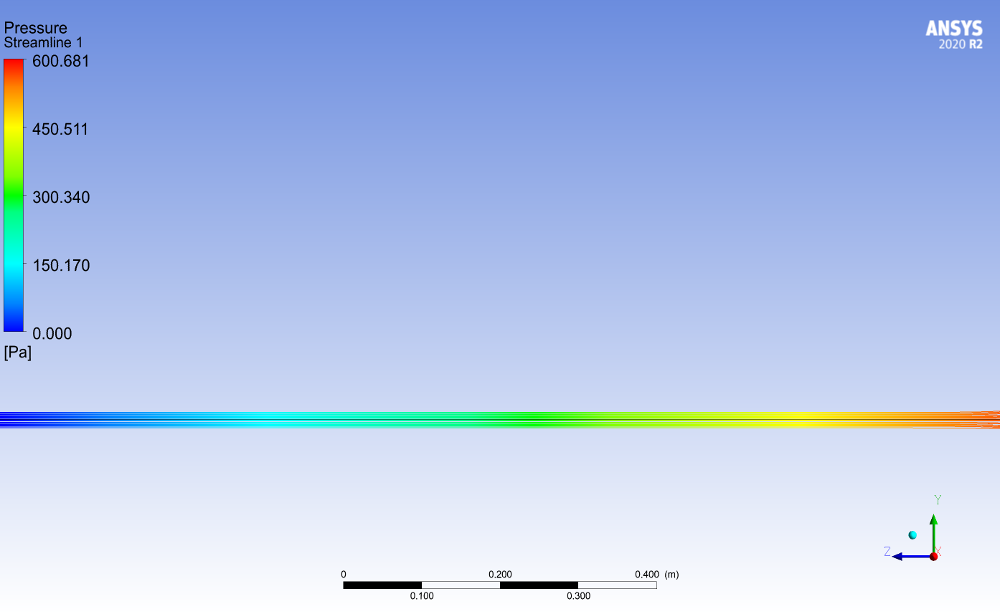 Pressure
Streamline 1
600.681
450.511
300.340
150.170
0.000
[Pa]
ANSYS
2020 R2
Y
Z
X
0
0.200
0.400 (m)
0.100
0.300